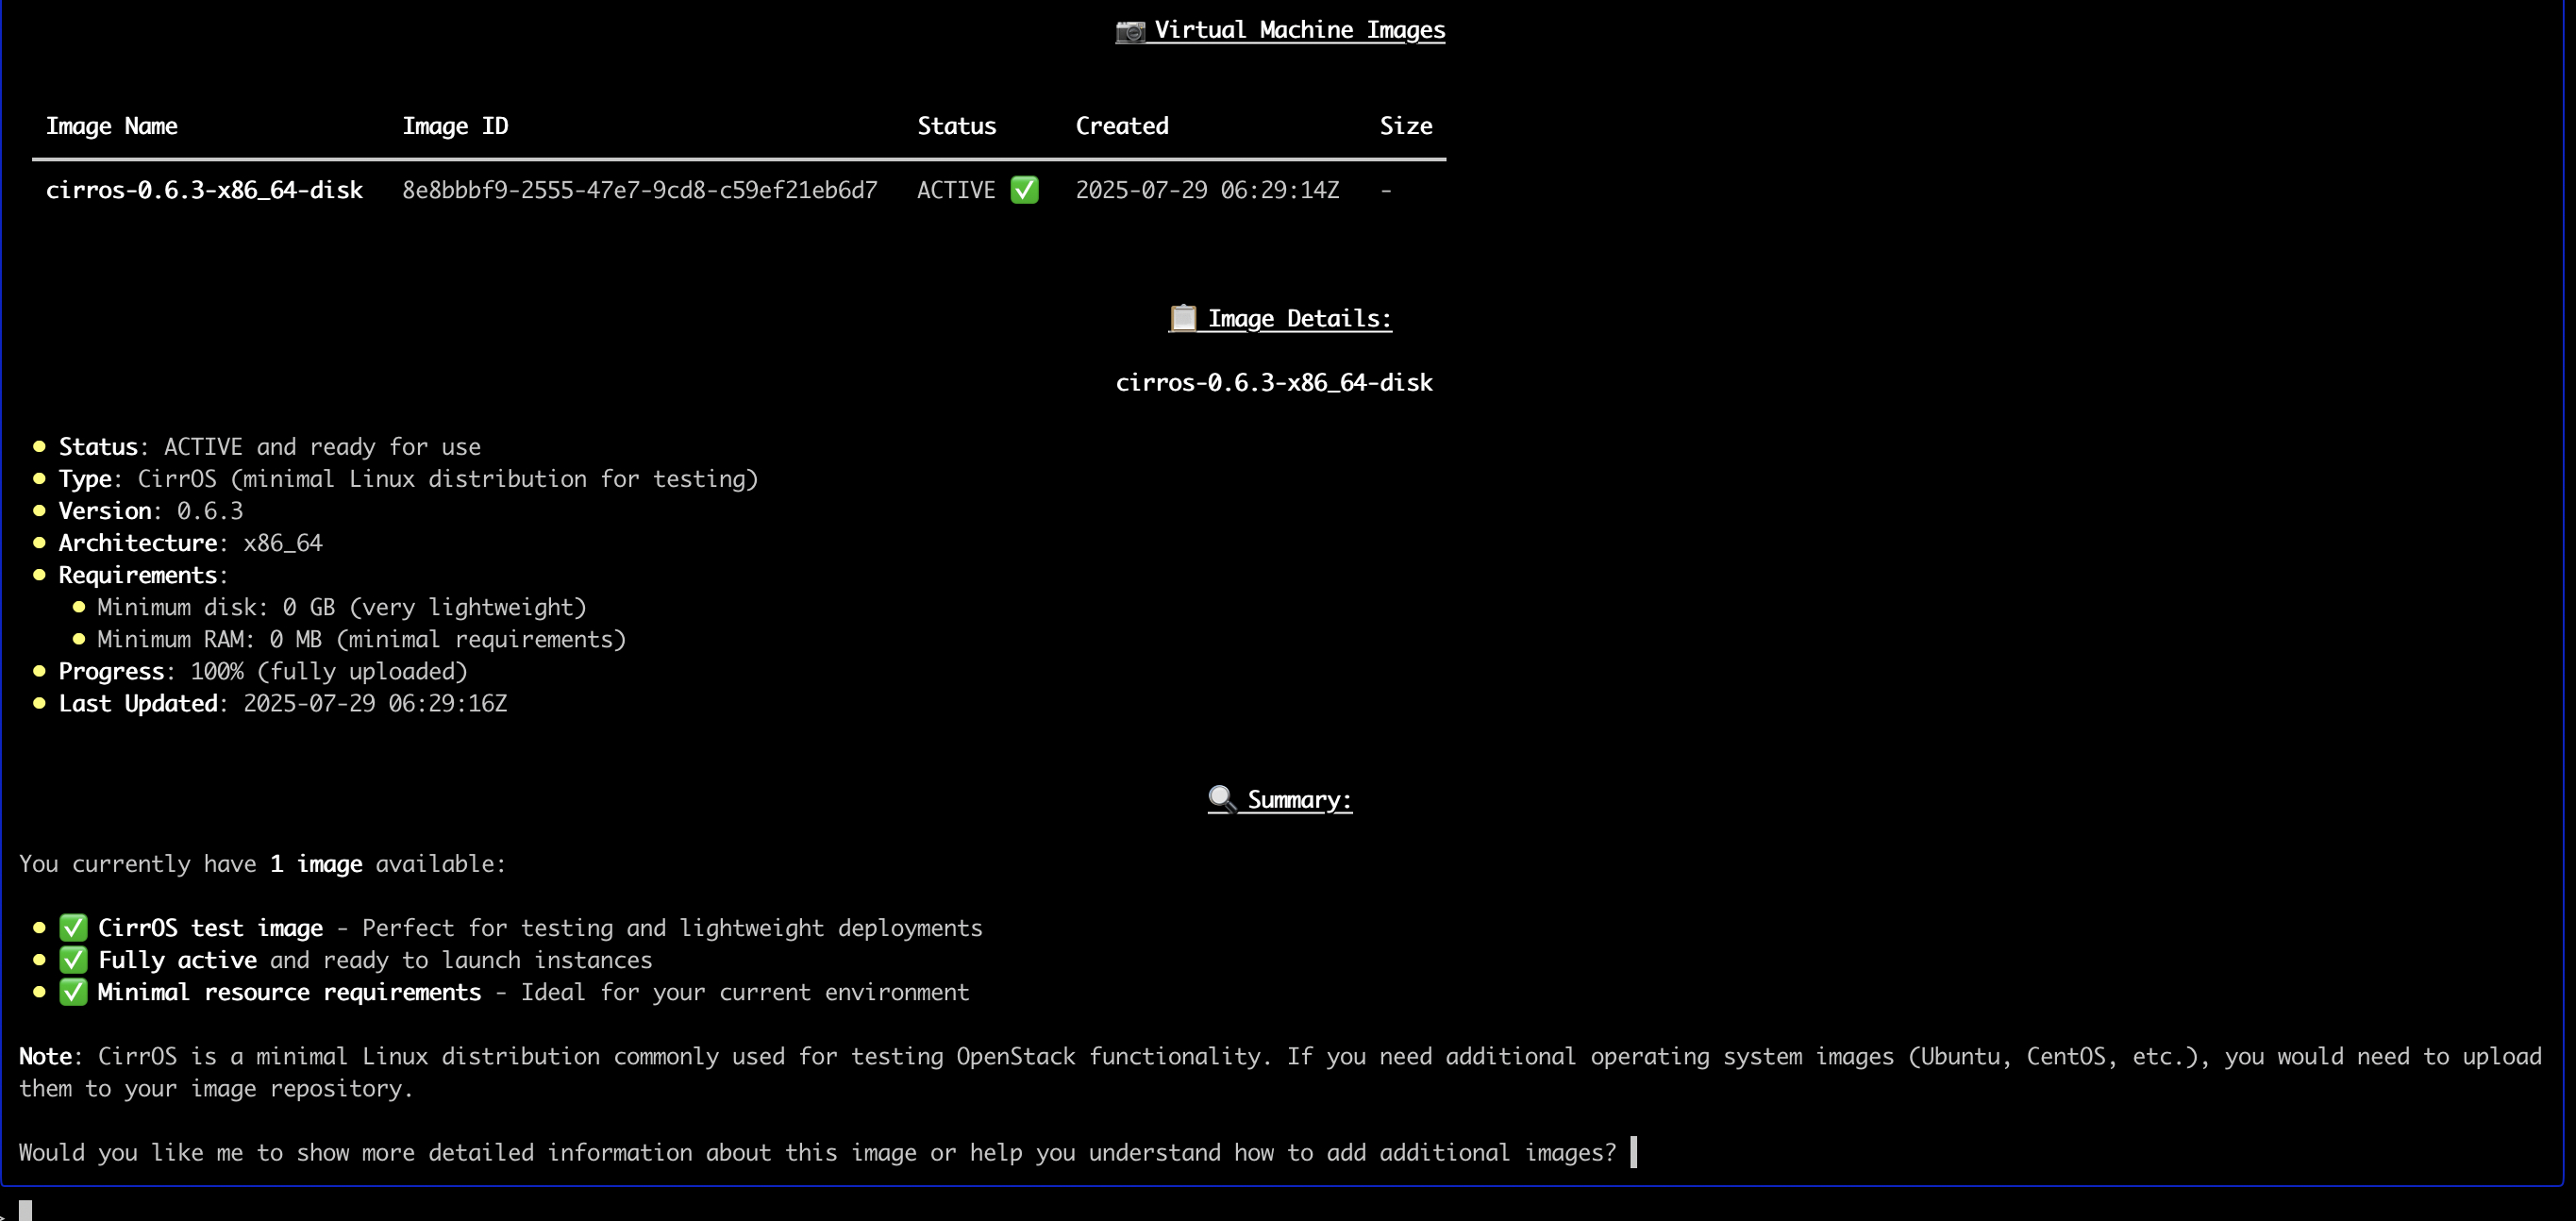 📷 Virtual Machine Images
Image Name Image ID Status Created Size
cirros-0.6.3-x86_64-disk 8e8bbbf9-2555-47e7-9cd8-c59ef21eb6d7 ACTIVE ✅ 2025-07-29 06:29:14Z -
📋 Image Details:
cirros-0.6.3-x86_64-disk
• Status: ACTIVE and ready for use
• Type: CirrOS (minimal Linux distribution for testing)
• Version: 0.6.3
• Architecture: x86_64
• Requirements:
• Minimum disk: 0 GB (very lightweight)
• Minimum RAM: 0 MB (minimal requirements)
• Progress: 100% (fully uploaded)
• Last Updated: 2025-07-29 06:29:16Z
🔍 Summary:
You currently have 1 image available:
• ✅ CirrOS test image - Perfect for testing and lightweight deployments
• ✅ Fully active and ready to launch instances
• ✅ Minimal resource requirements - Ideal for your current environment
Note: CirrOS is a minimal Linux distribution commonly used for testing OpenStack functionality. If you need additional operating system images (Ubuntu, CentOS, etc.), you would need to upload
them to your image repository.
Would you like me to show more detailed information about this image or help you understand how to add additional images?